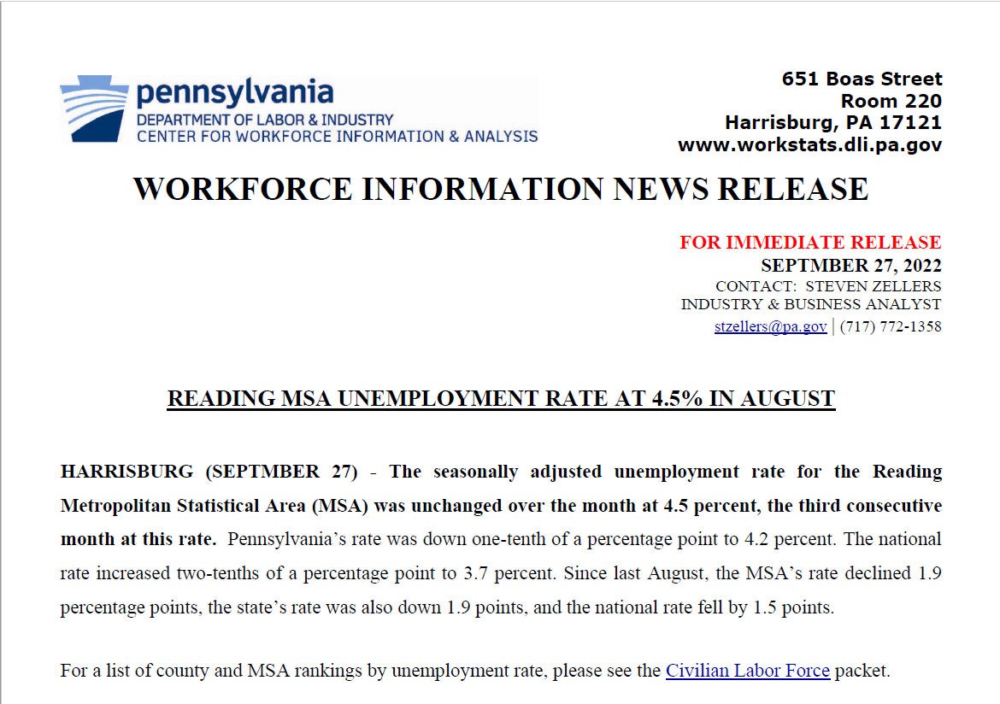 pennsylvania
DEPARTMENT OF LABOR & INDUSTRY
CENTER FOR WORKFORCE INFORMATION & ANALYSIS
651 Boas Street
Room 220
Harrisburg, PA 17121
www.workstats.dli.pa.gov
WORKFORCE INFORMATION NEWS RELEASE
FOR IMMEDIATE RELEASE
SEPTMBER 27, 2022
CONTACT:  STEVEN ZELLERS
INDUSTRY & BUSINESS ANALYST
stzellers@pa.gov | (717) 772-1358
READING MSA UNEMPLOYMENT RATE AT 4.5% IN AUGUST
HARRISBURG (SEPTMBER 27) - The seasonally adjusted unemployment rate for the Reading
Metropolitan Statistical Area (MSA) was unchanged over the month at 4.5 percent, the third consecutive
month at this rate.  Pennsylvania’s rate was down one-tenth of a percentage point to 4.2 percent. The national
rate increased two-tenths of a percentage point to 3.7 percent. Since last August, the MSA’s rate declined 1.9
percentage points, the state’s rate was also down 1.9 points, and the national rate fell by 1.5 points.
For a list of county and MSA rankings by unemployment rate, please see the Civilian Labor Force packet.